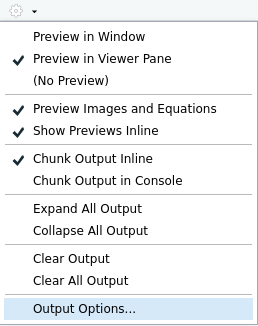 Preview in Window
Preview in Viewer Pane
(No Preview)
Preview Images and Equations
Show Previews Inline
Chunk Output Inline
Chunk Output in Console
Expand All Output
Collapse All Output
Clear Output
Clear All Output
Output Options...